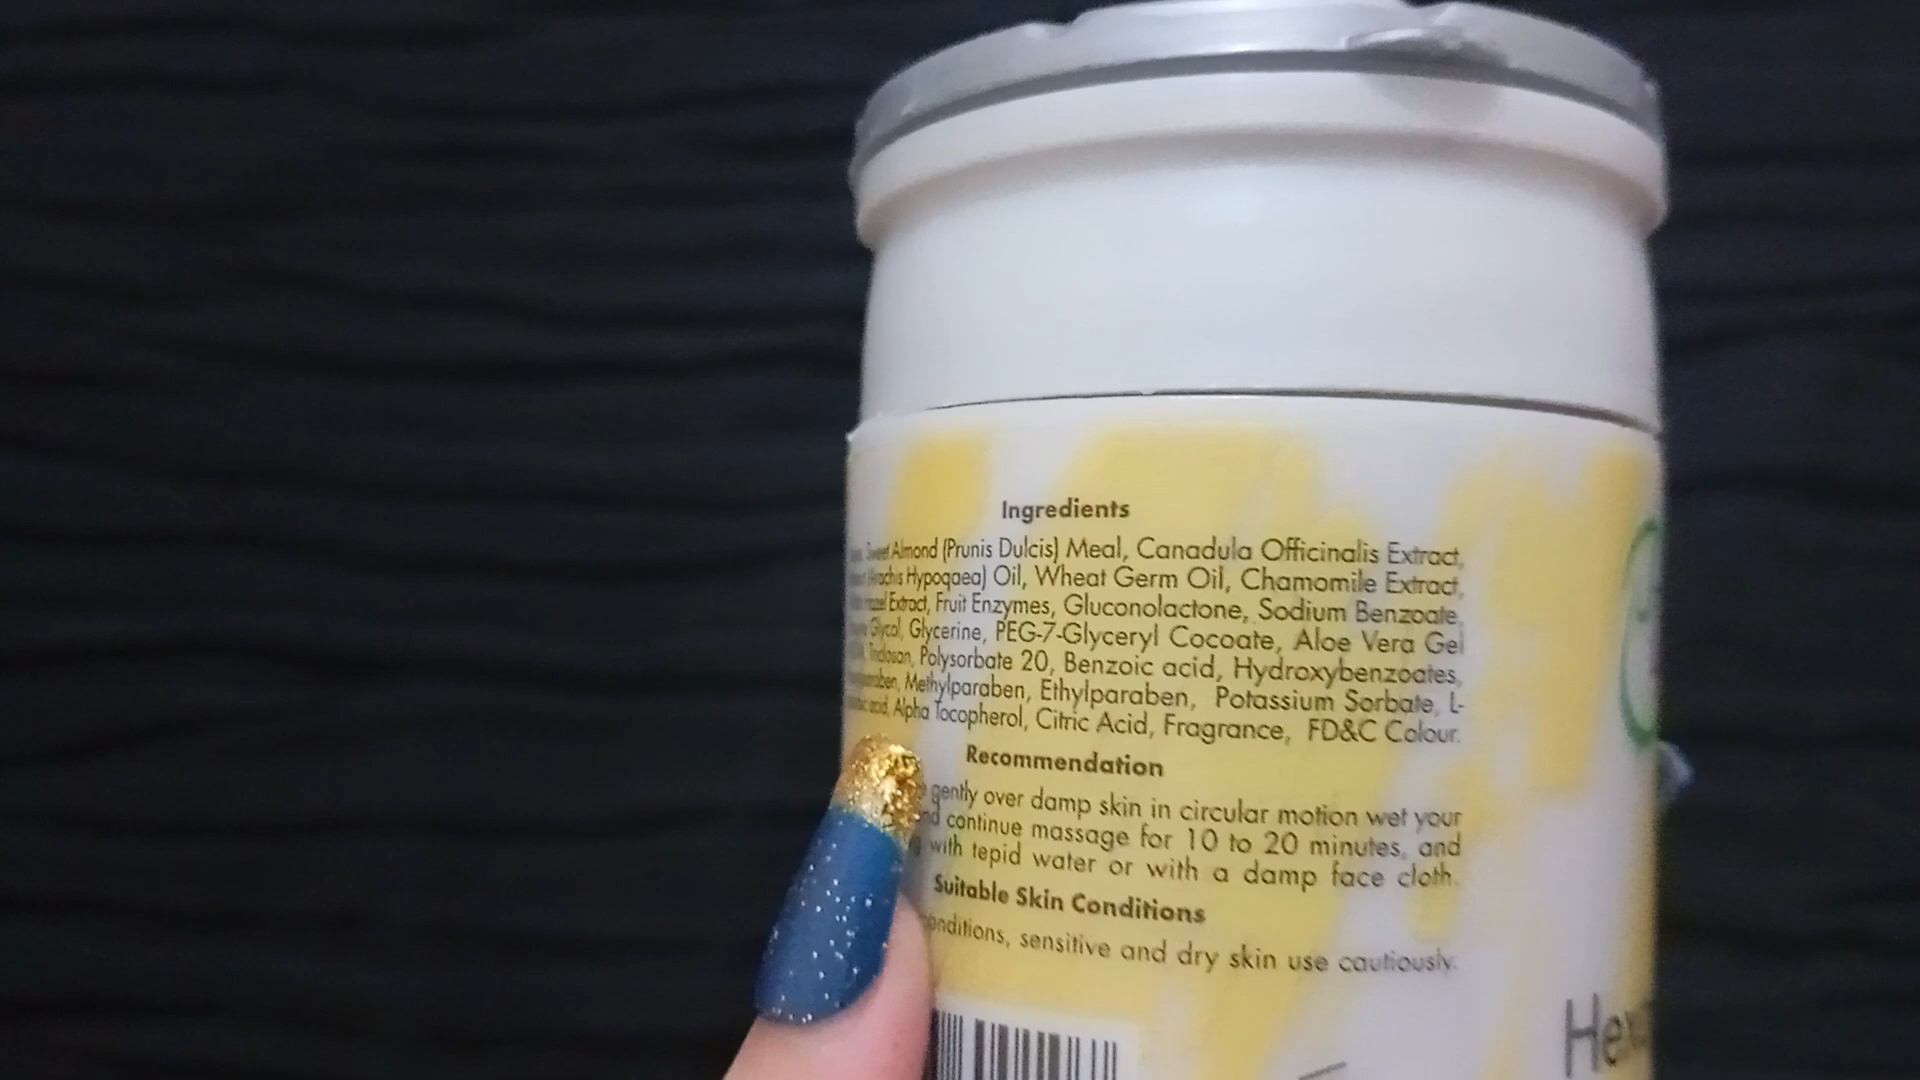 Ingredients
Sweet Almond (Prunis Dulcis) Meal, Canadula Officinalis Extract,
Hypogaea) Oil, Wheat Germ Oil, Chamomile Extract,
Extract, Fruit Enzymes, Gluconolactone, Sodium Benzoate,
Glycol, Glycerine, PEG-7-Glyceryl Cocoate, Aloe Vera Gel
Triclosan, Polysorbate 20, Benzoic acid, Hydroxybenzoates,
Methylparaben, Ethylparaben, Potassium Sorbate, L-
acid, Alpha Tocopherol, Citric Acid, Fragrance, FD&C Colour.
Recommendation
gently over damp skin in circular motion wet your
continue massage for 10 to 20 minutes, and
with tepid water or with a damp face cloth.
Suitable Skin Conditions
conditions, sensitive and dry skin use cautiously.